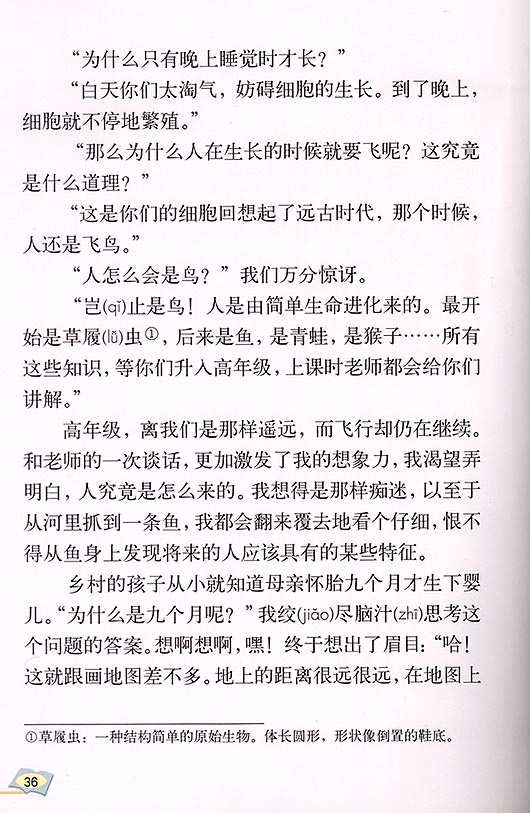 “为什么只有晚上睡觉时才长？”
“白天你们太淘气，妨碍细胞的生长。到了晚上，
细胞就不停地繁殖。”
“那么为什么人在生长的时候就要飞呢？这究竟
是什么道理？”
“这是你们的细胞回想起了远古时代，那个时候，
人还是飞鸟。”
“人怎么会是鸟？”我们万分惊讶。
“岂(qǐ)止是鸟！人是由简单生命进化来的。最开
始是草履(lǚ)虫①，后来是鱼，是青蛙，是猴子……所有
这些知识，等你们升入高年级，上课时老师都会给你们
讲解。”
高年级，离我们是那样遥远，而飞行却仍在继续。
和老师的一次谈话，更加激发了我的想象力，我渴望弄
明白，人究竟是怎么来的。我想得是那样痴迷，以至于
从河里抓到一条鱼，我都会翻来覆去地看个仔细，恨不
得从鱼身上发现将来的人应该具有的某些特征。
乡村的孩子从小就知道母亲怀胎九个月才生下婴
儿。“为什么是九个月呢？”我绞(jiǎo)尽脑汁(zhī)思考这
个问题的答案。想啊想啊，嘿！终于想出了眉目：“哈！
这就跟画地图差不多。地上的距离很远很远，在地图上
①草履虫：一种结构简单的原始生物。体长圆形，形状像倒置的鞋底。
36